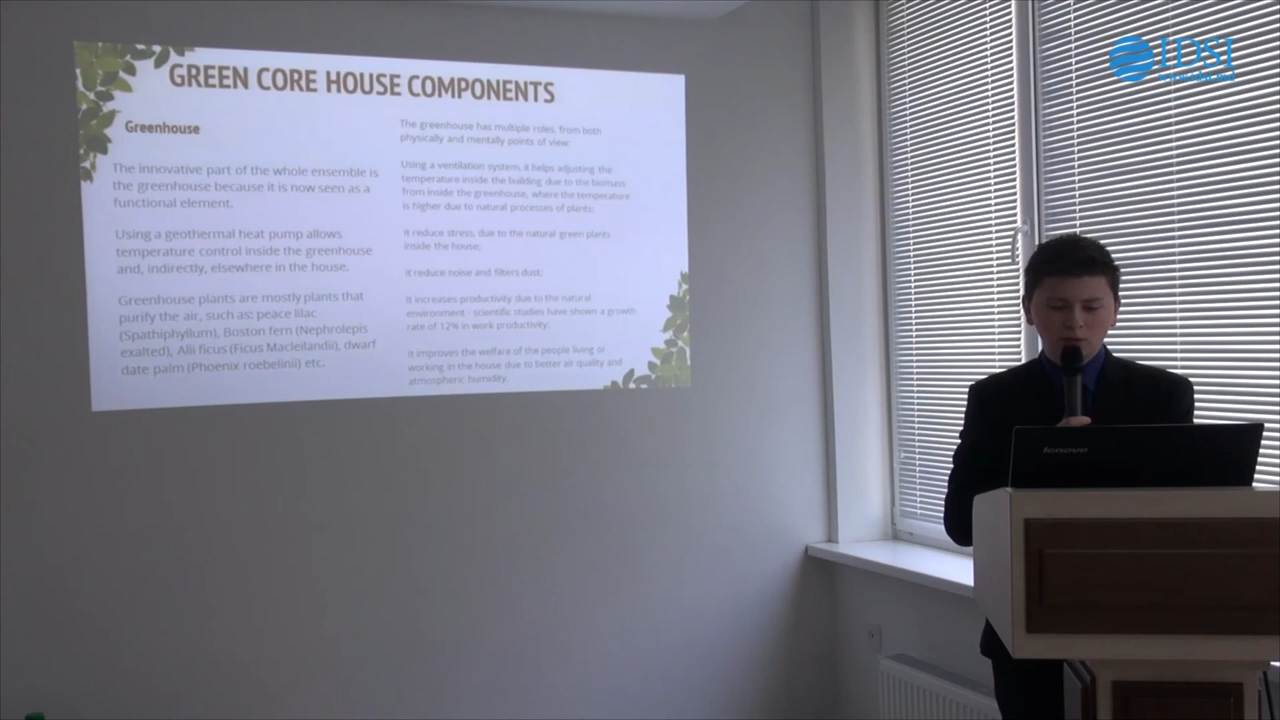 GREEN CORE HOUSE COMPONENTS
Greenhouse
The innovative part of the whole ensemble is
the greenhouse because it is now seen as a
functional element.
Using a geothermal heat pump allows
temperature control inside the greenhouse
and, indirectly, elsewhere in the house.
Greenhouse plants are mostly plants that
purify the air, such as: peace lilac
(Spathiphyllum), Boston fern (Nephrolepis
exalted), Alii ficus (Ficus Macleilandii), dwarf
date palm (Phoenix roebelinii) etc.
The greenhouse has multiple roles, from both
physically and mentally points of view:
Using a ventilation system, it helps adjusting the
temperature inside the building due to the biomass
from inside the greenhouse, where the temperature
is higher due to natural processes of plants;
It reduce stress, due to the natural green plants
inside the house;
It reduce noise and filters dust;
It increases productivity due to the natural
environment - scientific studies have shown a growth
rate of 12% in work productivity;
It improves the welfare of the people living or
working in the house due to better air quality and
atmospheric humidity.
IDSI
www.idsi.md
lenovo